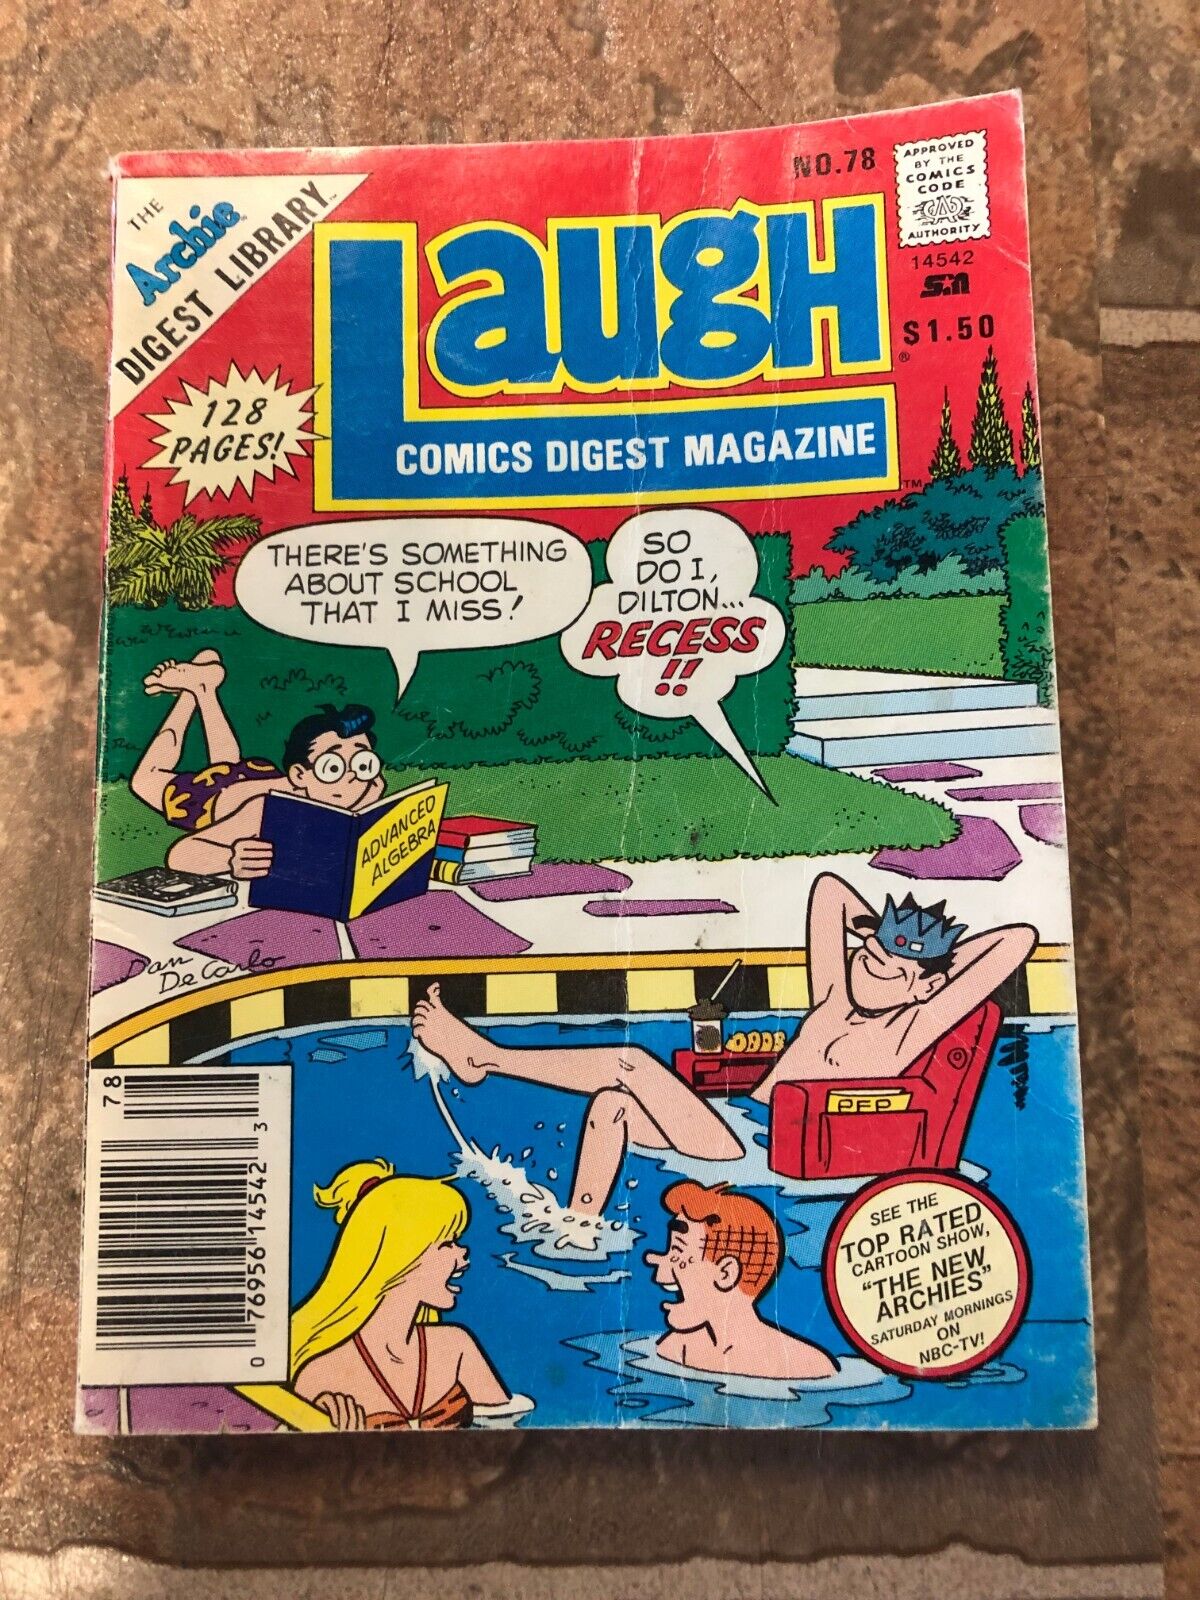 THE
Archie
DIGEST LIBRARY™
NO.78
APPROVED
BY THE
COMICS
CODE
AUTHORITY
14542
$1.50
Laugh®
COMICS DIGEST MAGAZINE™
128
PAGES!
THERE'S SOMETHING
ABOUT SCHOOL
THAT I MISS!
SO
DO I,
DILTON...
RECESS
!!
ADVANCED
ALGEBRA
Dan
DeCarlo
PEP
78
0 76956 14542 3
SEE THE
TOP RATED
CARTOON SHOW,
"THE NEW
ARCHIES"
SATURDAY MORNINGS
ON
NBC-TV!